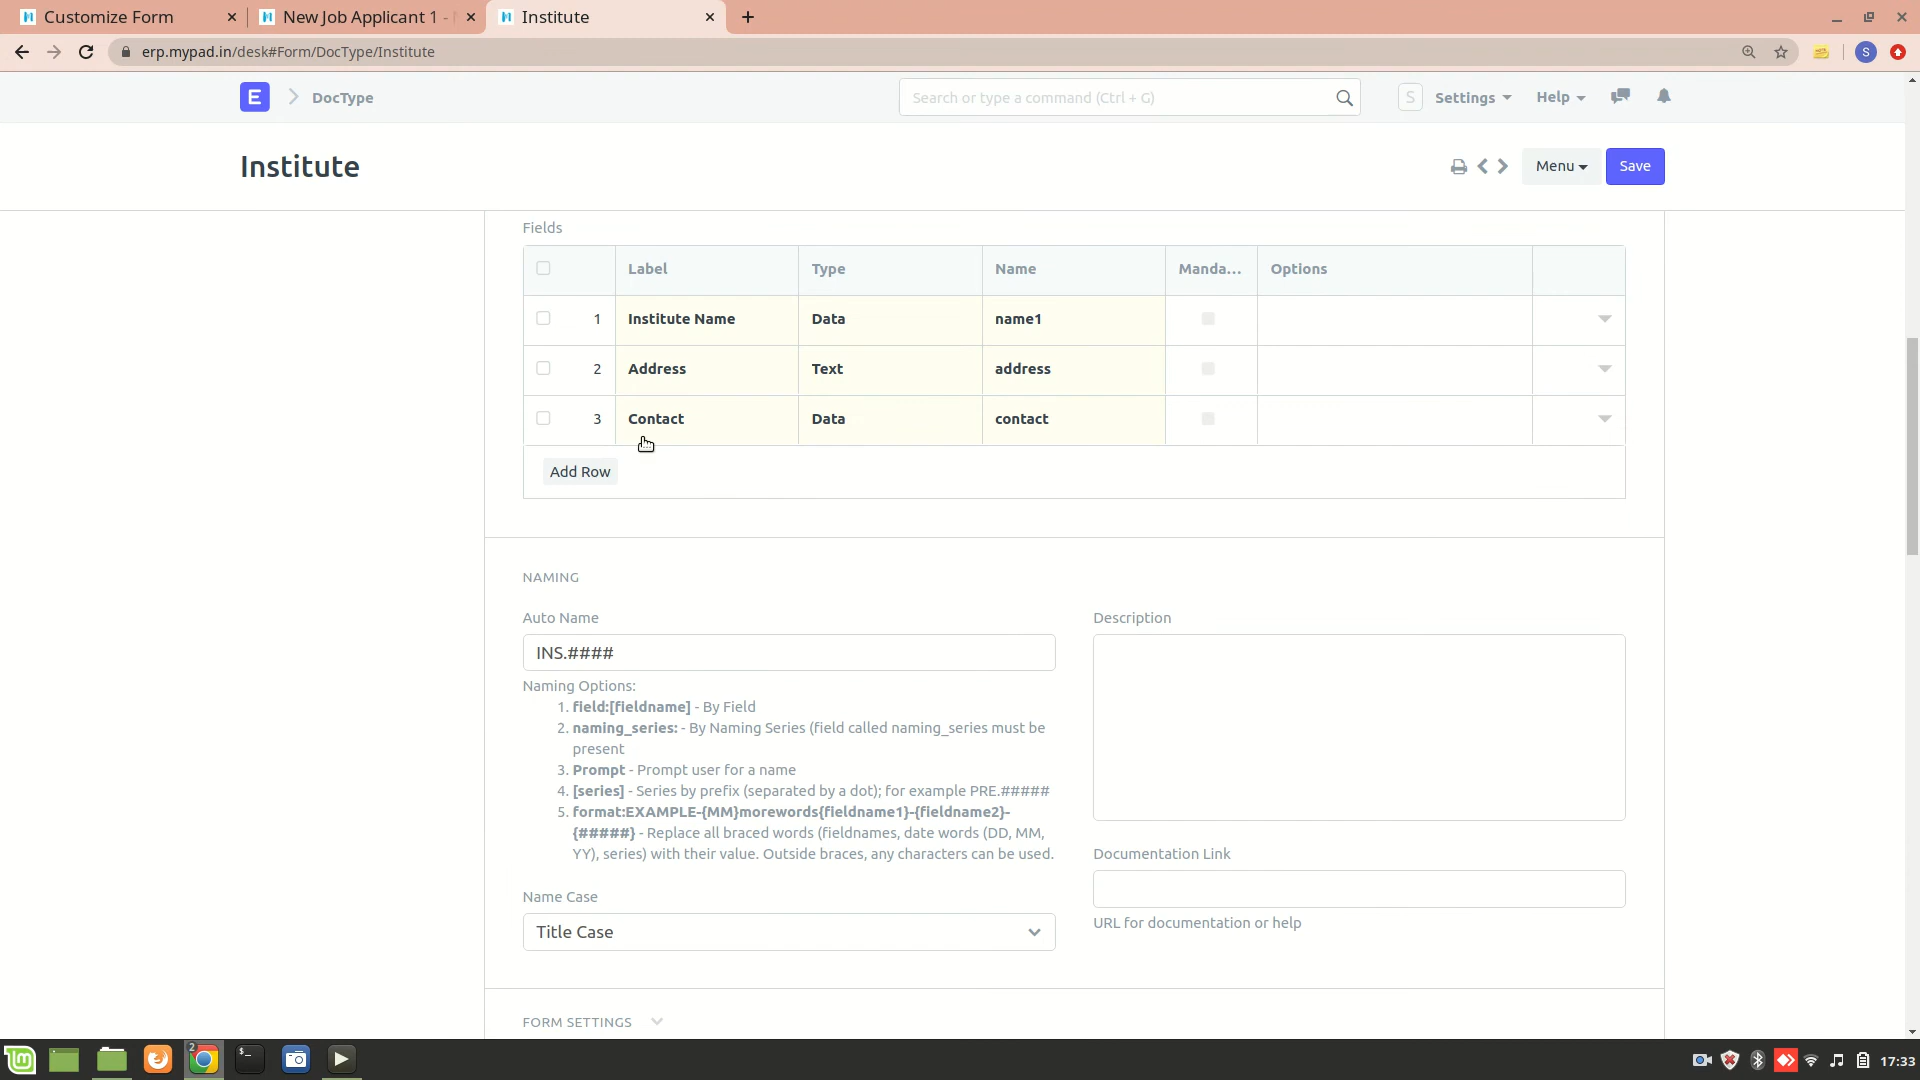 Customize Form
New Job Applicant 1 -
Institute
erp.mypad.in/desk#Form/DocType/Institute
S
E
DocType
Search or type a command (Ctrl + G)
S
Settings
Help
Institute
Menu
Save
Fields
Label Type Name Manda... Options
1 Institute Name Data name1
2 Address Text address
3 Contact Data contact
Add Row
NAMING
Auto Name
INS.####
Naming Options:
1. field:[fieldname] - By Field
2. naming_series: - By Naming Series (field called naming_series must be
present
3. Prompt - Prompt user for a name
4. [series] - Series by prefix (separated by a dot); for example PRE.#####
5. format:EXAMPLE-{MM}morewords{fieldname1}-{fieldname2}-
{#####} - Replace all braced words (fieldnames, date words (DD, MM,
YY), series) with their value. Outside braces, any characters can be used.
Name Case
Title Case
Description
Documentation Link
URL for documentation or help
FORM SETTINGS
2
17:33